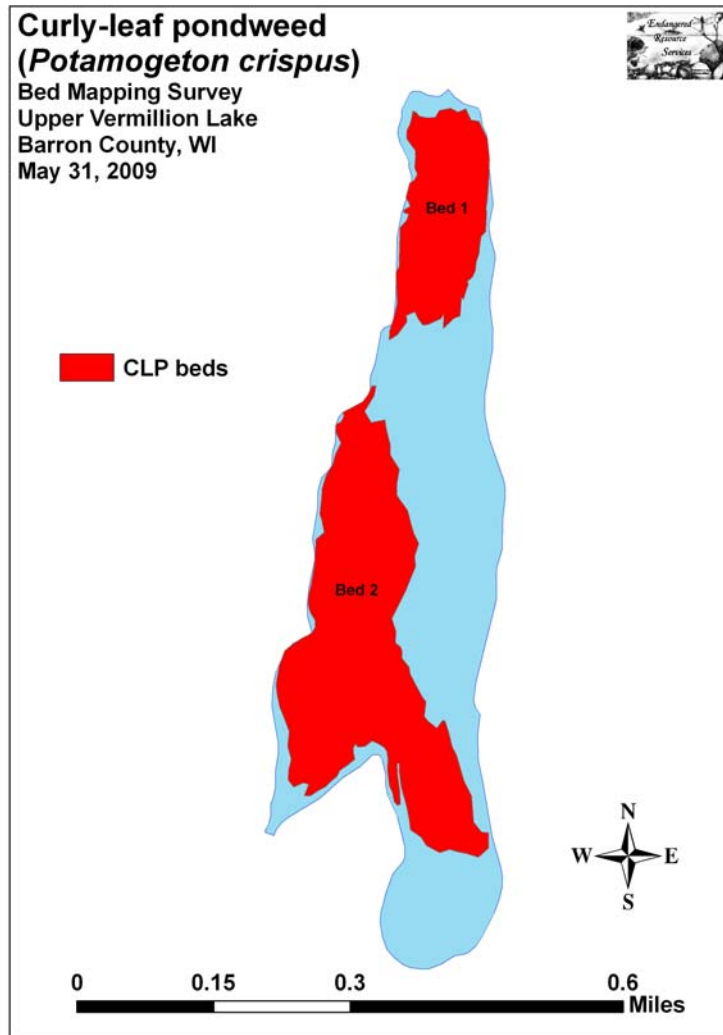 Curly-leaf pondweed
(Potamogeton crispus)
Bed Mapping Survey
Upper Vermillion Lake
Barron County, WI
May 31, 2009
Endangered
Resource
Services
Bed 1
CLP beds
Bed 2
N
W E
S
0 0.15 0.3 0.6
Miles